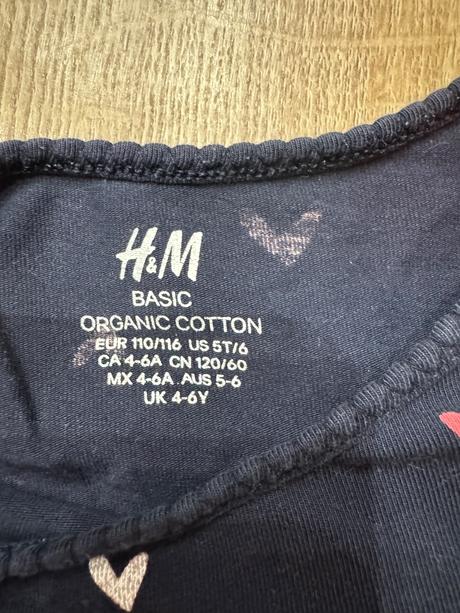 H&M
BASIC
ORGANIC COTTON
EUR 110/116 US 5T/6
CA 4-6A CN 120/60
MX 4-6A AUS 5-6
UK 4-6Y